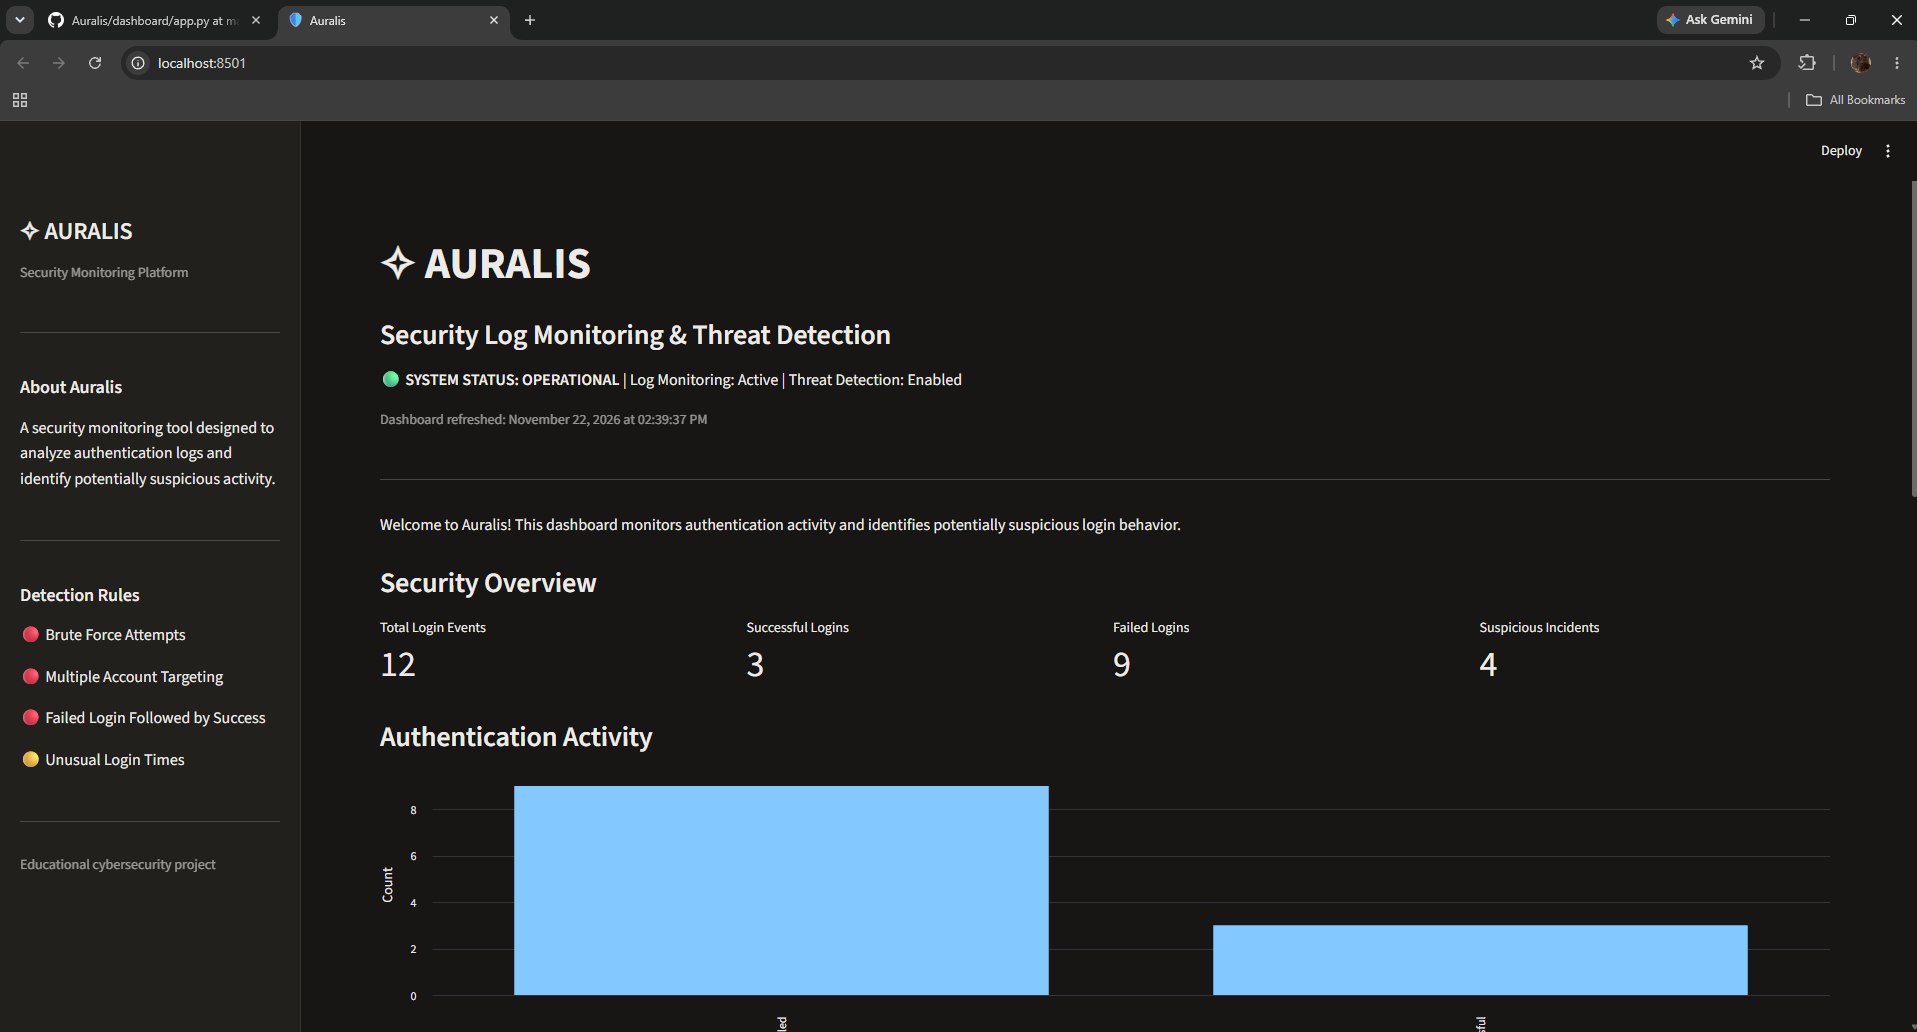 Auralis/dashboard/app.py at m
Auralis
Ask Gemini
localhost:8501
All Bookmarks
Deploy
AURALIS
Security Monitoring Platform
About Auralis
A security monitoring tool designed to
analyze authentication logs and
identify potentially suspicious activity.
Detection Rules
Brute Force Attempts
Multiple Account Targeting
Failed Login Followed by Success
Unusual Login Times
Educational cybersecurity project
AURALIS
Security Log Monitoring & Threat Detection
SYSTEM STATUS: OPERATIONAL | Log Monitoring: Active | Threat Detection: Enabled
Dashboard refreshed: November 22, 2026 at 02:39:37 PM
Welcome to Auralis! This dashboard monitors authentication activity and identifies potentially suspicious login behavior.
Security Overview
Total Login Events
12
Successful Logins
3
Failed Logins
9
Suspicious Incidents
4
Authentication Activity
Count
8
6
4
2
0